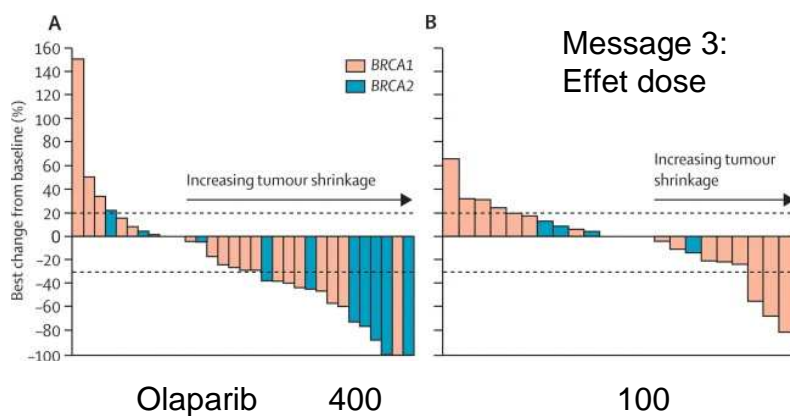 A
B
Message 3:
Effet dose
BRCA1
BRCA2
Best change from baseline (%)
160
140
120
100
80
60
40
20
0
–20
–40
–60
–80
–100
Increasing tumour shrinkage
Increasing tumour
shrinkage
Olaparib 400
100